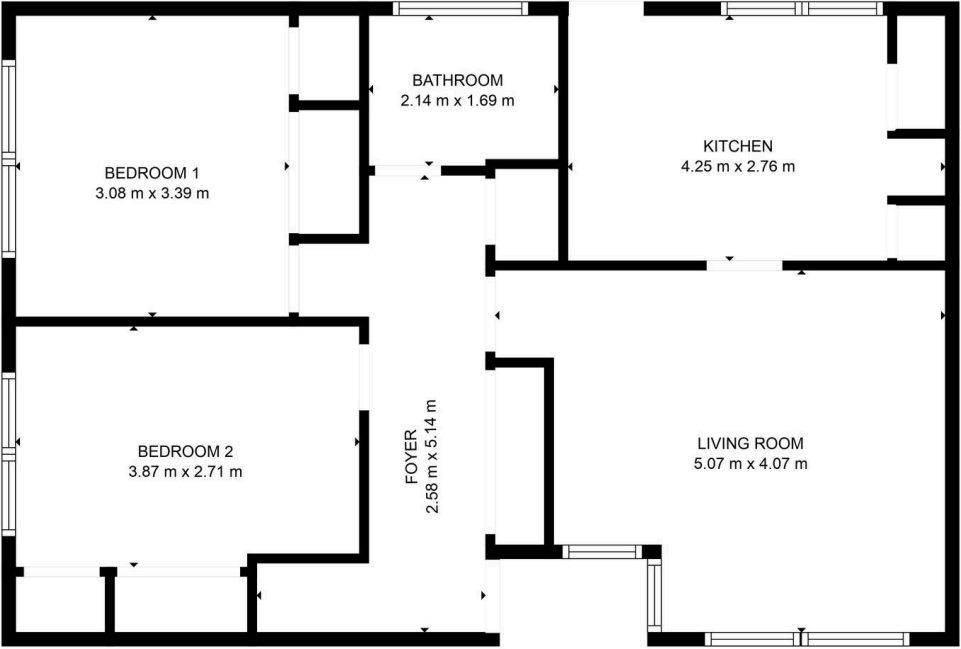 BATHROOM
2.14 m x 1.69 m
KITCHEN
4.25 m x 2.76 m
BEDROOM 1
3.08 m x 3.39 m
BEDROOM 2
3.87 m x 2.71 m
FOYER
2.58 m x 5.14 m
LIVING ROOM
5.07 m x 4.07 m